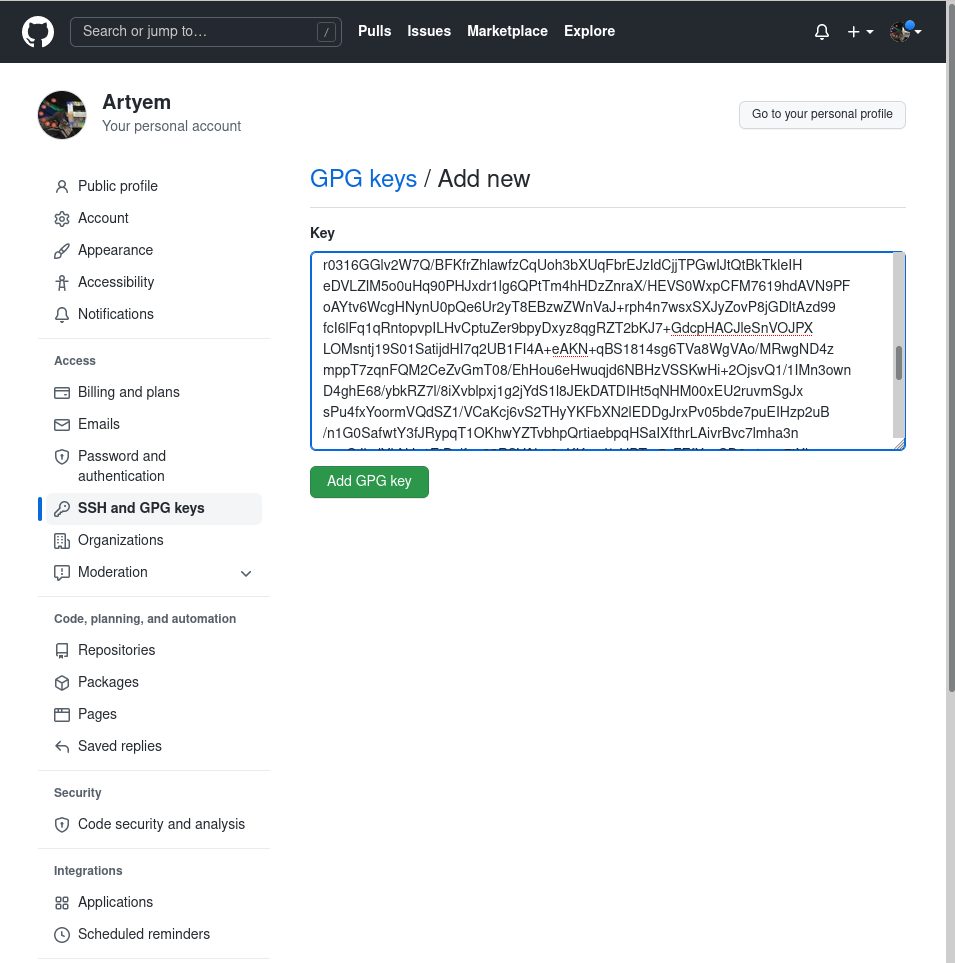 Search or jump to…
/
Pulls
Issues
Marketplace
Explore
Artyem
Your personal account
Go to your personal profile
Public profile
Account
Appearance
Accessibility
Notifications
Access
Billing and plans
Emails
Password and
authentication
SSH and GPG keys
Organizations
Moderation
Code, planning, and automation
Repositories
Packages
Pages
Saved replies
Security
Code security and analysis
Integrations
Applications
Scheduled reminders
GPG keys / Add new
Key
r0316GGlv2W7Q/BFKfrZhlawfzCqUoh3bXUqFbrEJzIdCjjTPGwIJtQtBkTkleIH
eDVLZIM5o0uHq90PHJxdr1lg6QPtTm4hHDzZnraX/HEVS0WxpCFM7619hdAVN9PF
oAYtv6WcgHNynU0pQe6Ur2yT8EBzwZWnVaJ+rph4n7wsxSXJyZovP8jGDltAzd99
fcI6lFq1qRntopvpILHvCptuZer9bpyDxyz8qgRZT2bKJ7+GdcpHACJleSnVOJPX
LOMsntj19S01SatijdHI7q2UB1FI4A+eAKN+qBS1814sg6TVa8WgVAo/MRwgND4z
mppT7zqnFQM2CeZvGmT08/EhHou6eHwuqjd6NBHzVSSKwHi+2OjsvQ1/1IMn3own
D4ghE68/ybkRZ7l/8iXvblpxj1g2jYdS1l8JEkDATDIHt5qNHM00xEU2ruvmSgJx
sPu4fxYoormVQdSZ1/VCaKcj6vS2THyYKFbXN2lEDDgJrxPv05bde7puEIHzp2uB
/n1G0SafwtY3fJRypqT1OKhwYZTvbhpQrtiaebpqHSaIXfthrLAivrBvc7lmha3n
Add GPG key